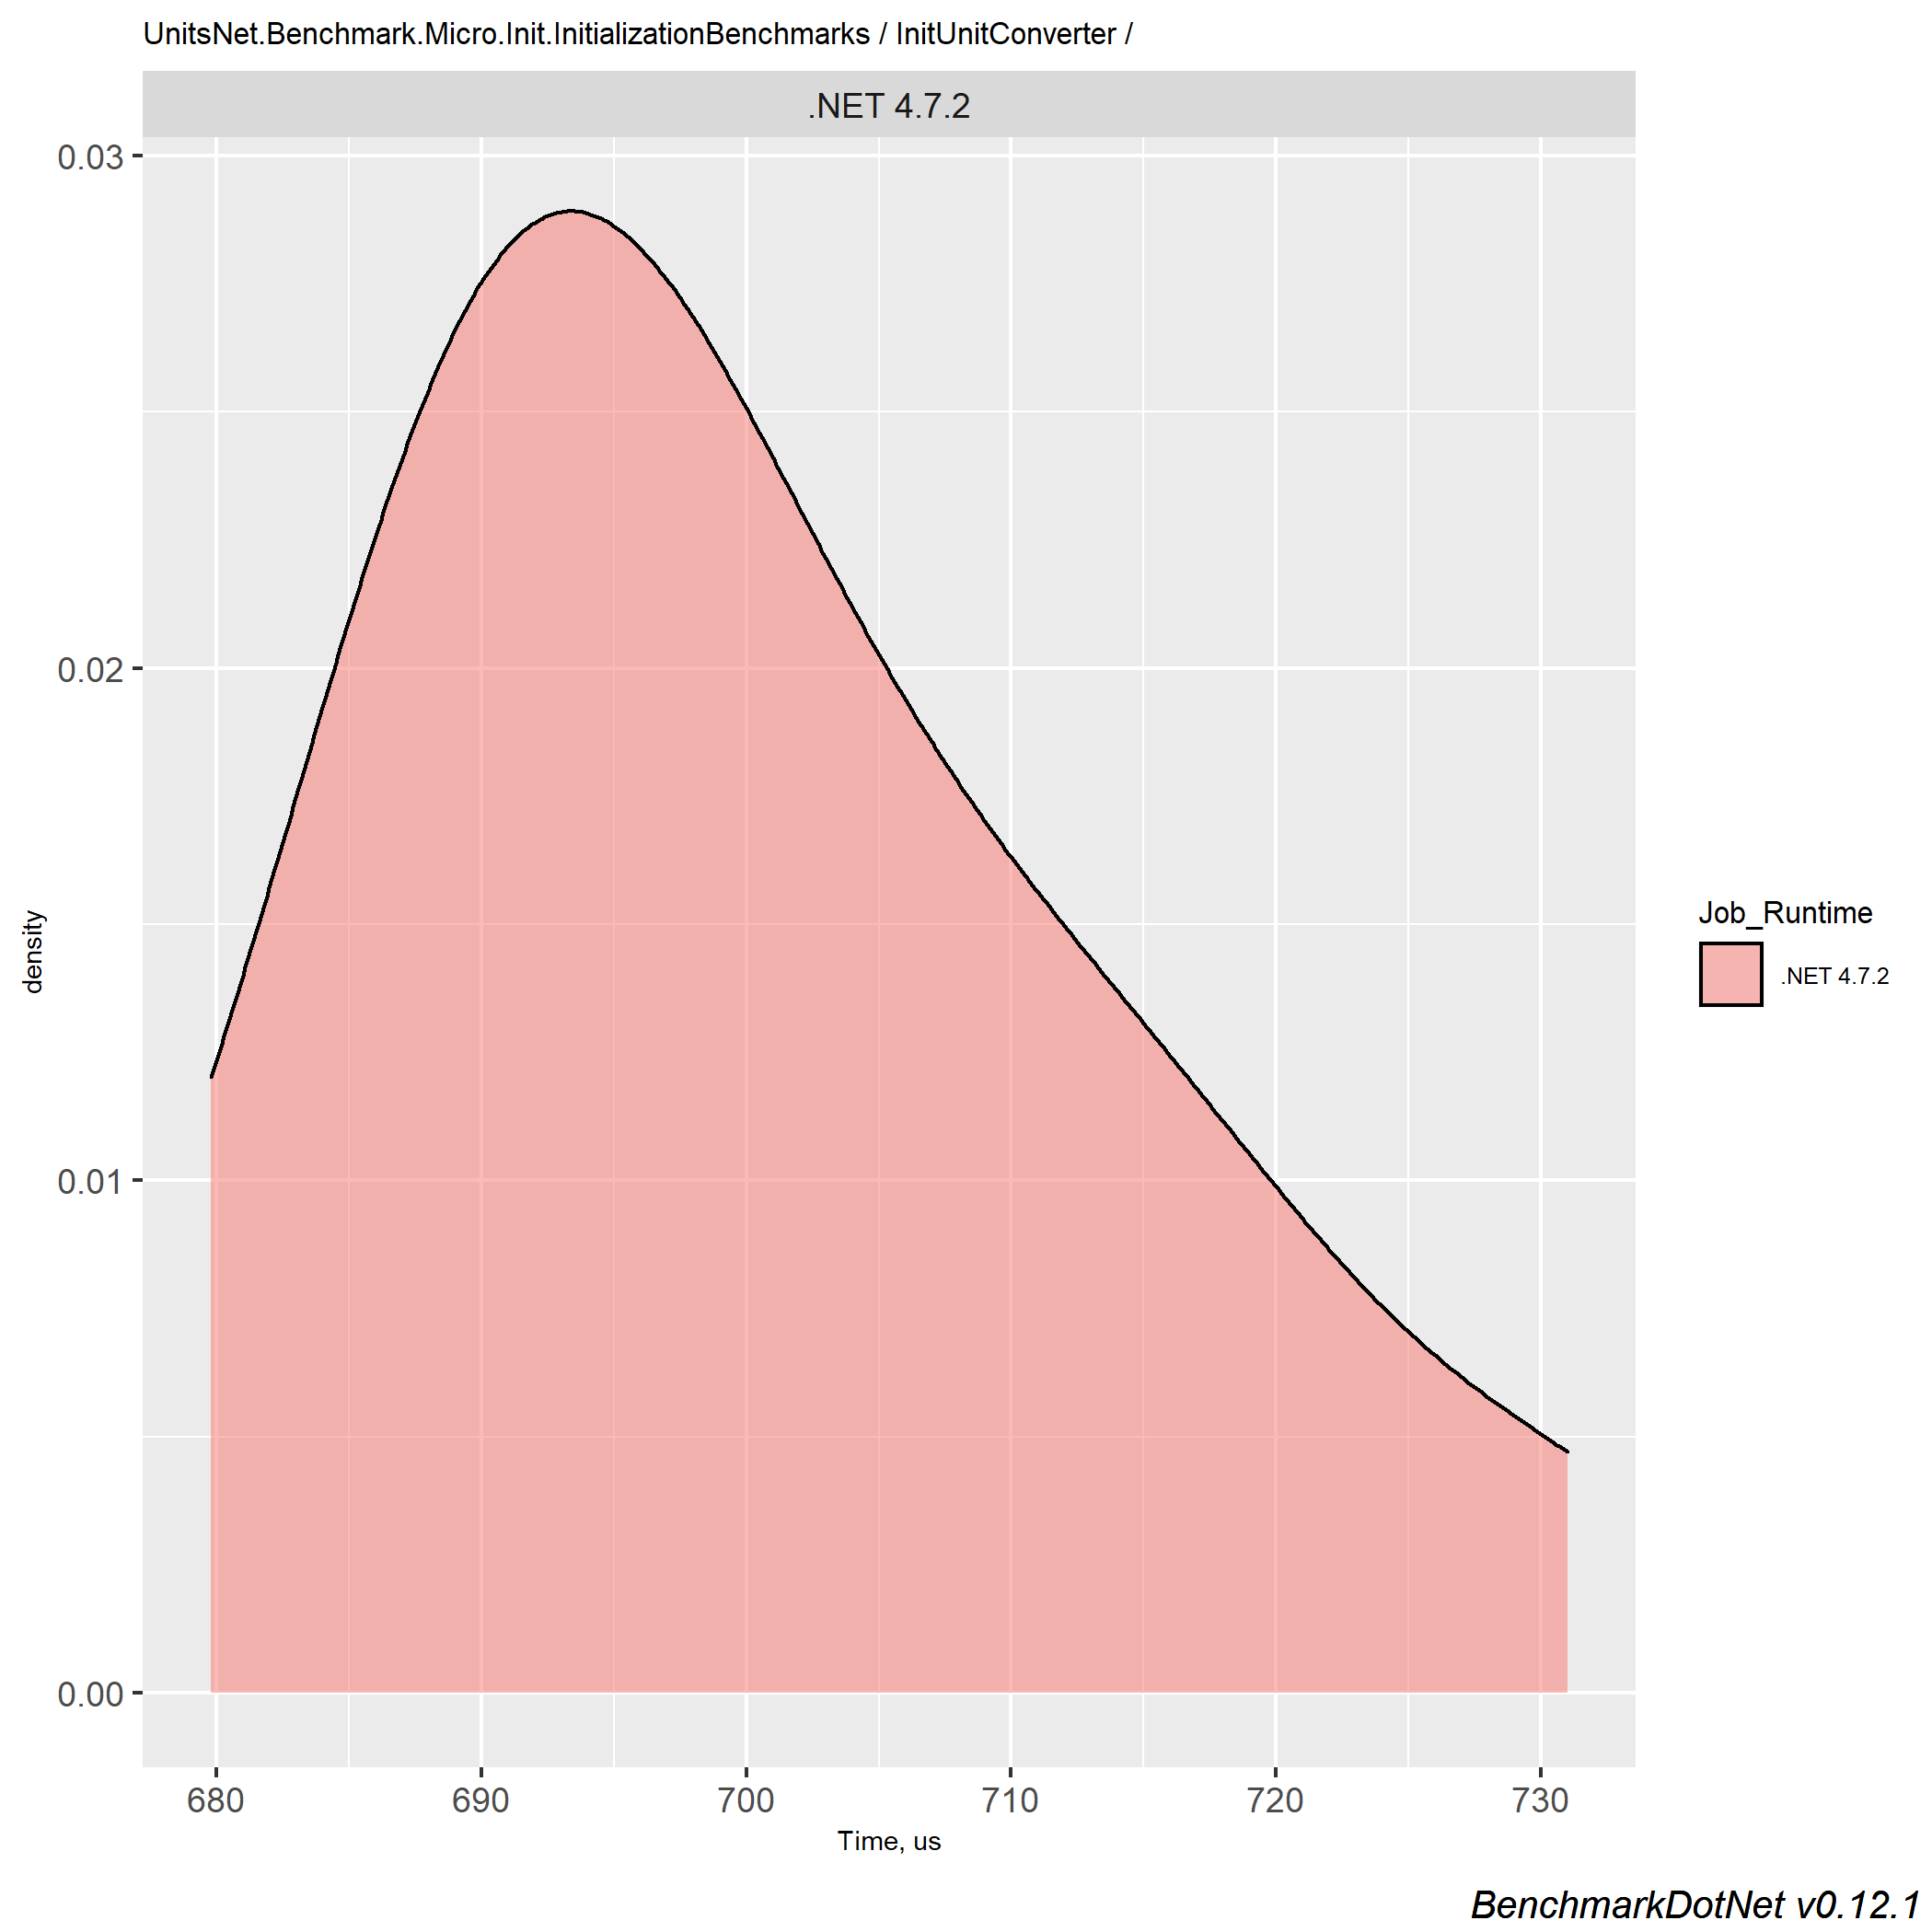 UnitsNet.Benchmark.Micro.Init.InitializationBenchmarks / InitUnitConverter /
.NET 4.7.2
0.03
0.02
0.01
0.00
density
680 690 700 710 720 730
Time, us
Job_Runtime
.NET 4.7.2
BenchmarkDotNet v0.12.1